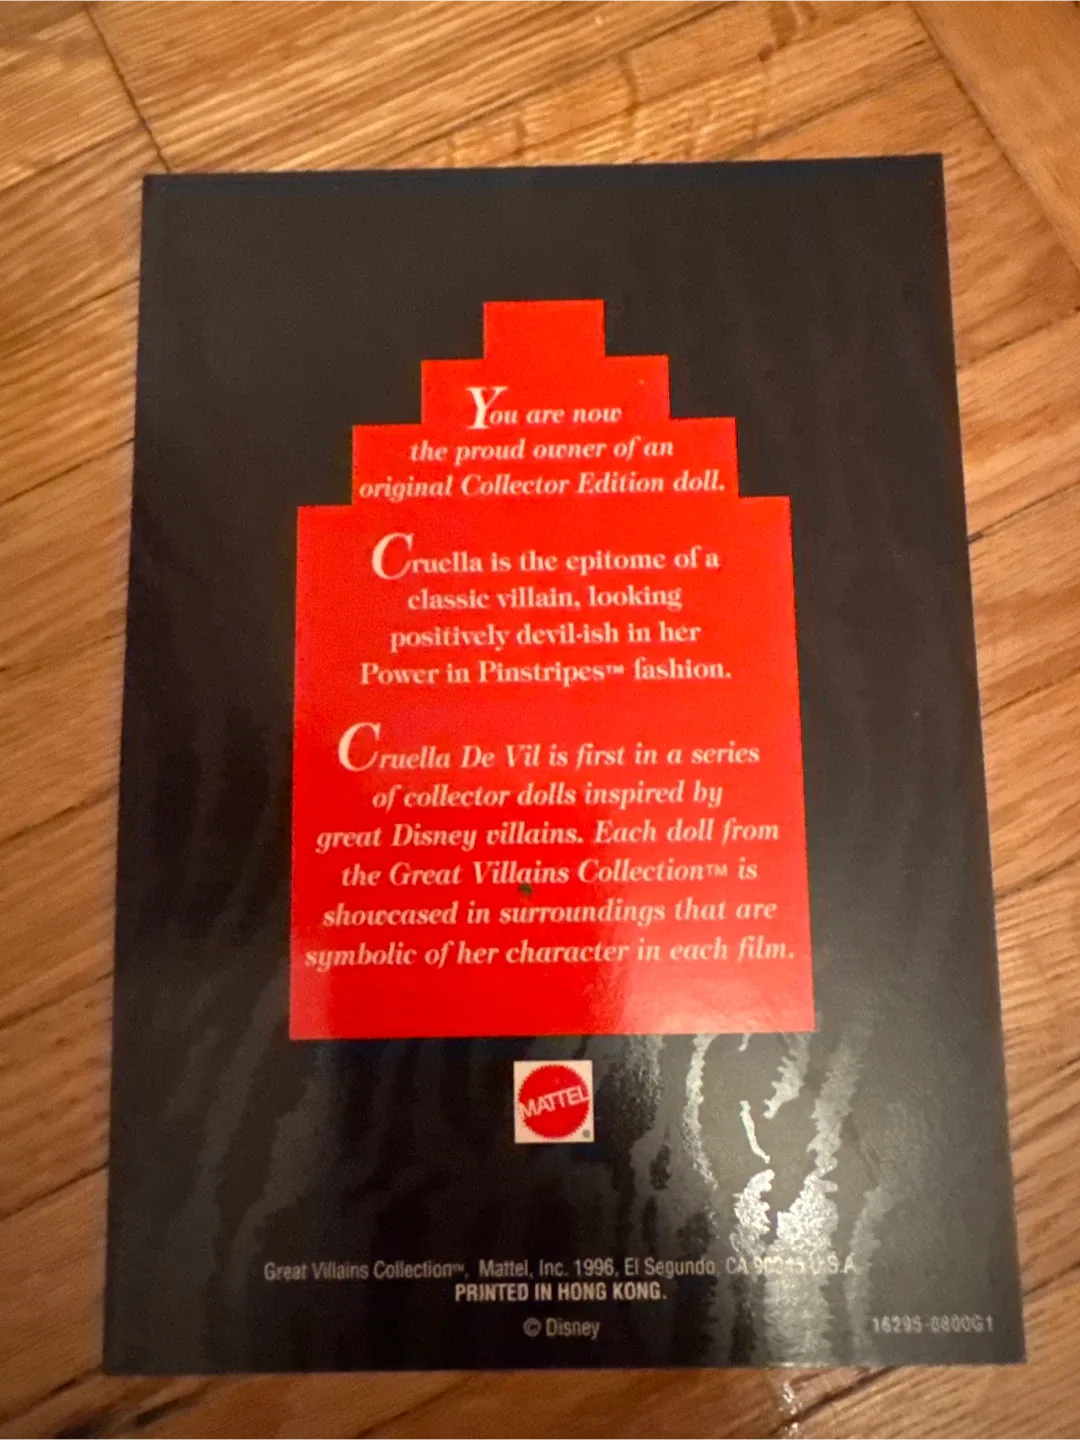 You are now
the proud owner of an
original Collector Edition doll.
Cruella is the epitome of a
classic villain, looking
positively devil-ish in her
Power in Pinstripes™ fashion.
Cruella De Vil is first in a series
of collector dolls inspired by
great Disney villains. Each doll from
the Great Villains Collection™ is
showcased in surroundings that are
symbolic of her character in each film.
MATTEL
®
Great Villains Collection™, Mattel, Inc. 1996, El Segundo, CA U.S.A
PRINTED IN HONG KONG.
© Disney
16295-0800G1